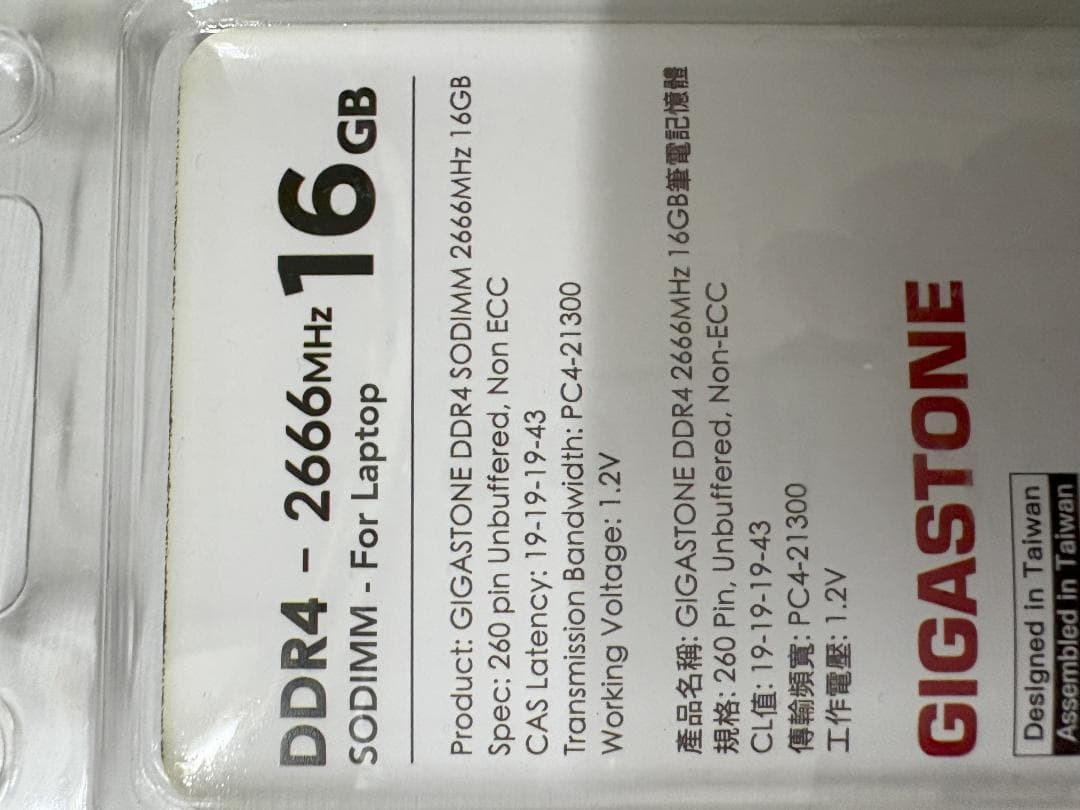 DDR4 - 2666MHz 16GB
SODIMM - For Laptop
Product: GIGASTONE DDR4 SODIMM 2666MHz 16GB
Spec: 260 pin Unbuffered, Non ECC
CAS Latency: 19-19-19-43
Transmission Bandwidth: PC4-21300
Working Voltage: 1.2V
產品名稱: GIGASTONE DDR4 2666MHz 16GB筆電記憶體
規格: 260 Pin, Unbuffered, Non-ECC
CL值: 19-19-19-43
傳輸頻寬: PC4-21300
工作電壓: 1.2V
GIGASTONE
Designed in Taiwan
Assembled in Taiwan